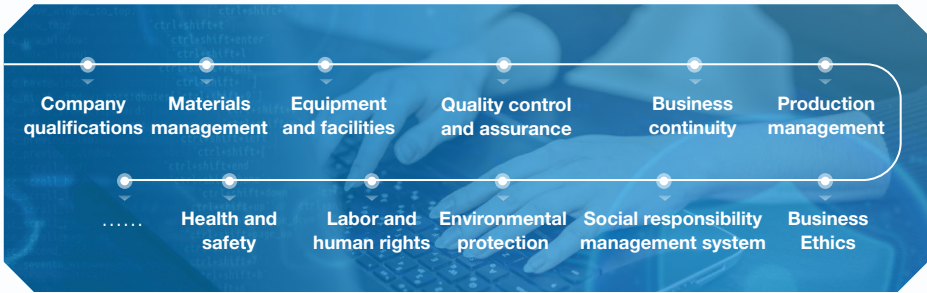 Company
qualifications
Materials
management
Equipment
and facilities
Quality control
and assurance
Business
continuity
Production
management
......
Health and
safety
Labor and
human rights
Environmental
protection
Social responsibility
management system
Business
Ethics